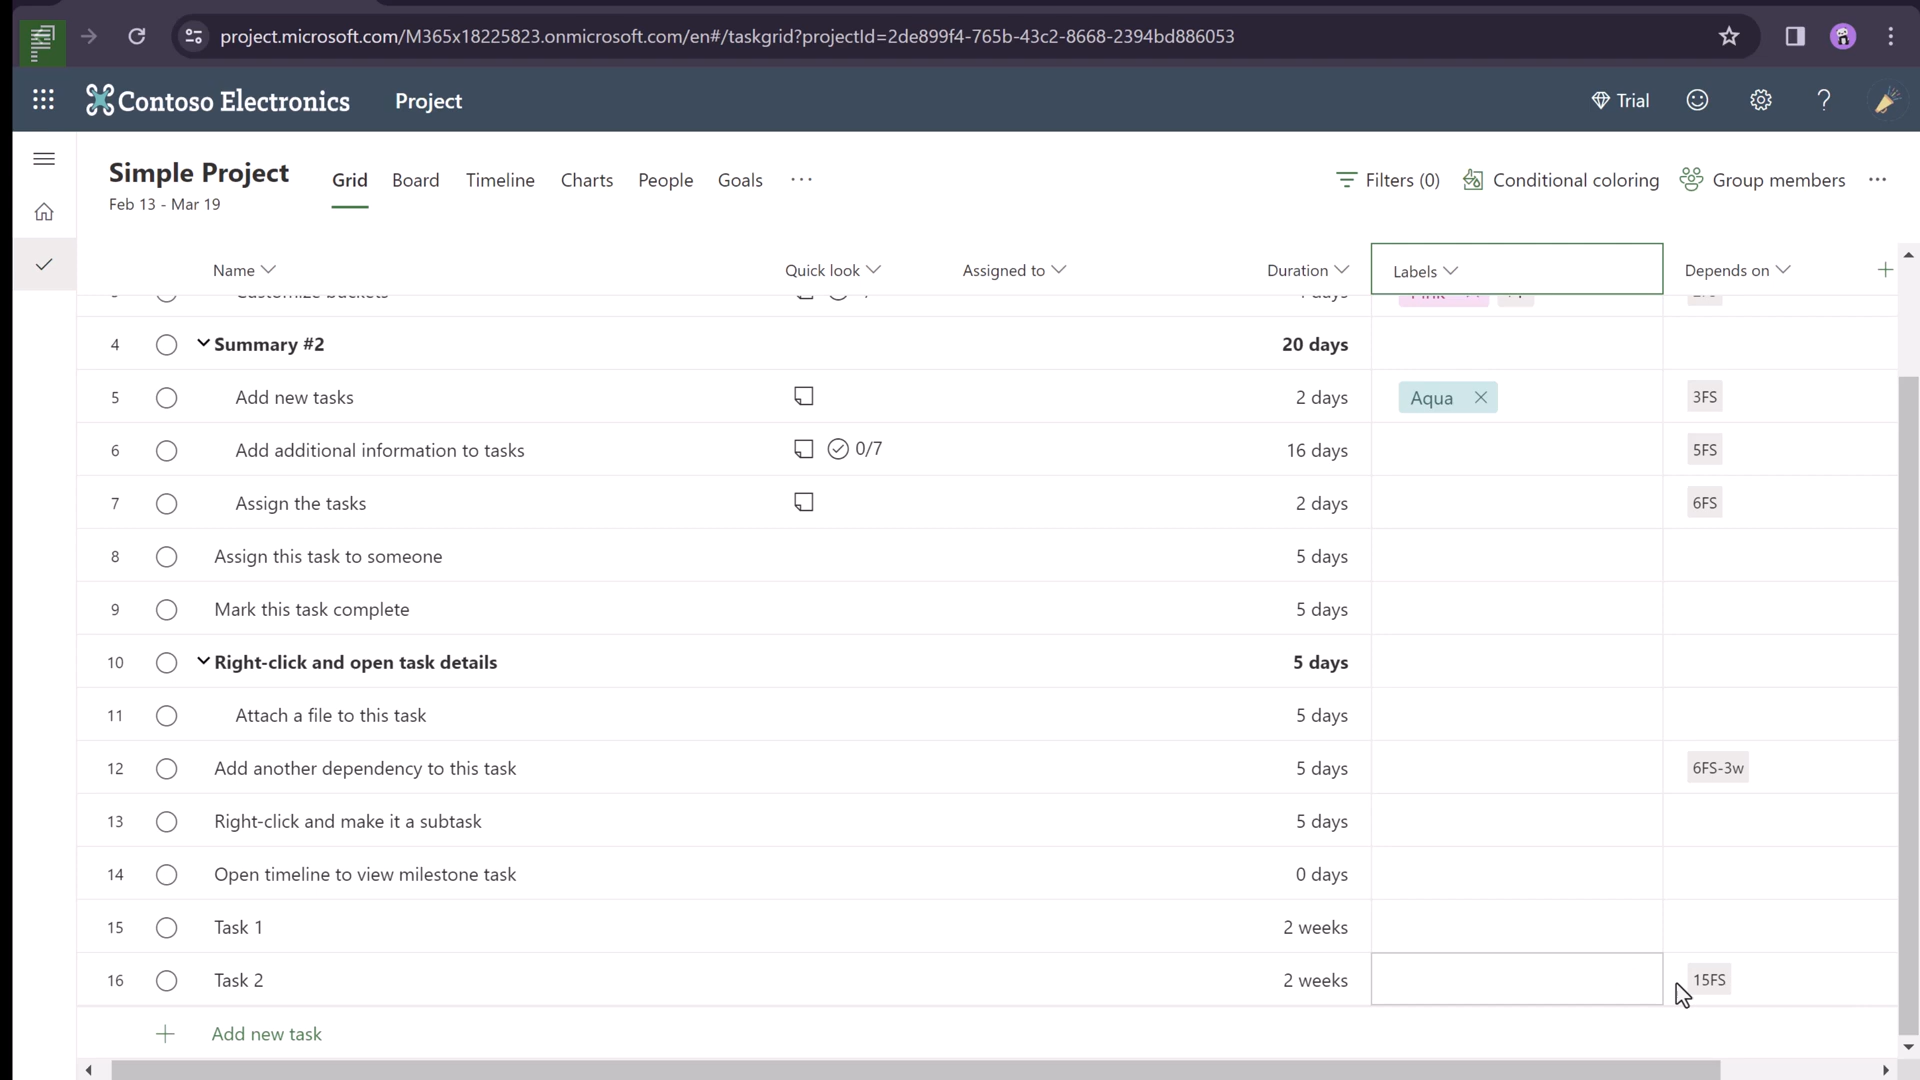 project.microsoft.com/M365x18225823.onmicrosoft.com/en#/taskgrid?projectId=2de899f4-765b-43c2-8668-2394bd886053
Contoso Electronics Project Trial ?
Simple Project Grid Board Timeline Charts People Goals ... Filters (0) Conditional coloring Group members ...
Feb 13 - Mar 19
Name Quick look Assigned to Duration Labels Depends on
Customize buckets days Pink
4 Summary #2 20 days
5 Add new tasks 2 days Aqua 3FS
6 Add additional information to tasks 0/7 16 days 5FS
7 Assign the tasks 2 days 6FS
8 Assign this task to someone 5 days
9 Mark this task complete 5 days
10 Right-click and open task details 5 days
11 Attach a file to this task 5 days
12 Add another dependency to this task 5 days 6FS-3w
13 Right-click and make it a subtask 5 days
14 Open timeline to view milestone task 0 days
15 Task 1 2 weeks
16 Task 2 2 weeks 15FS
Add new task